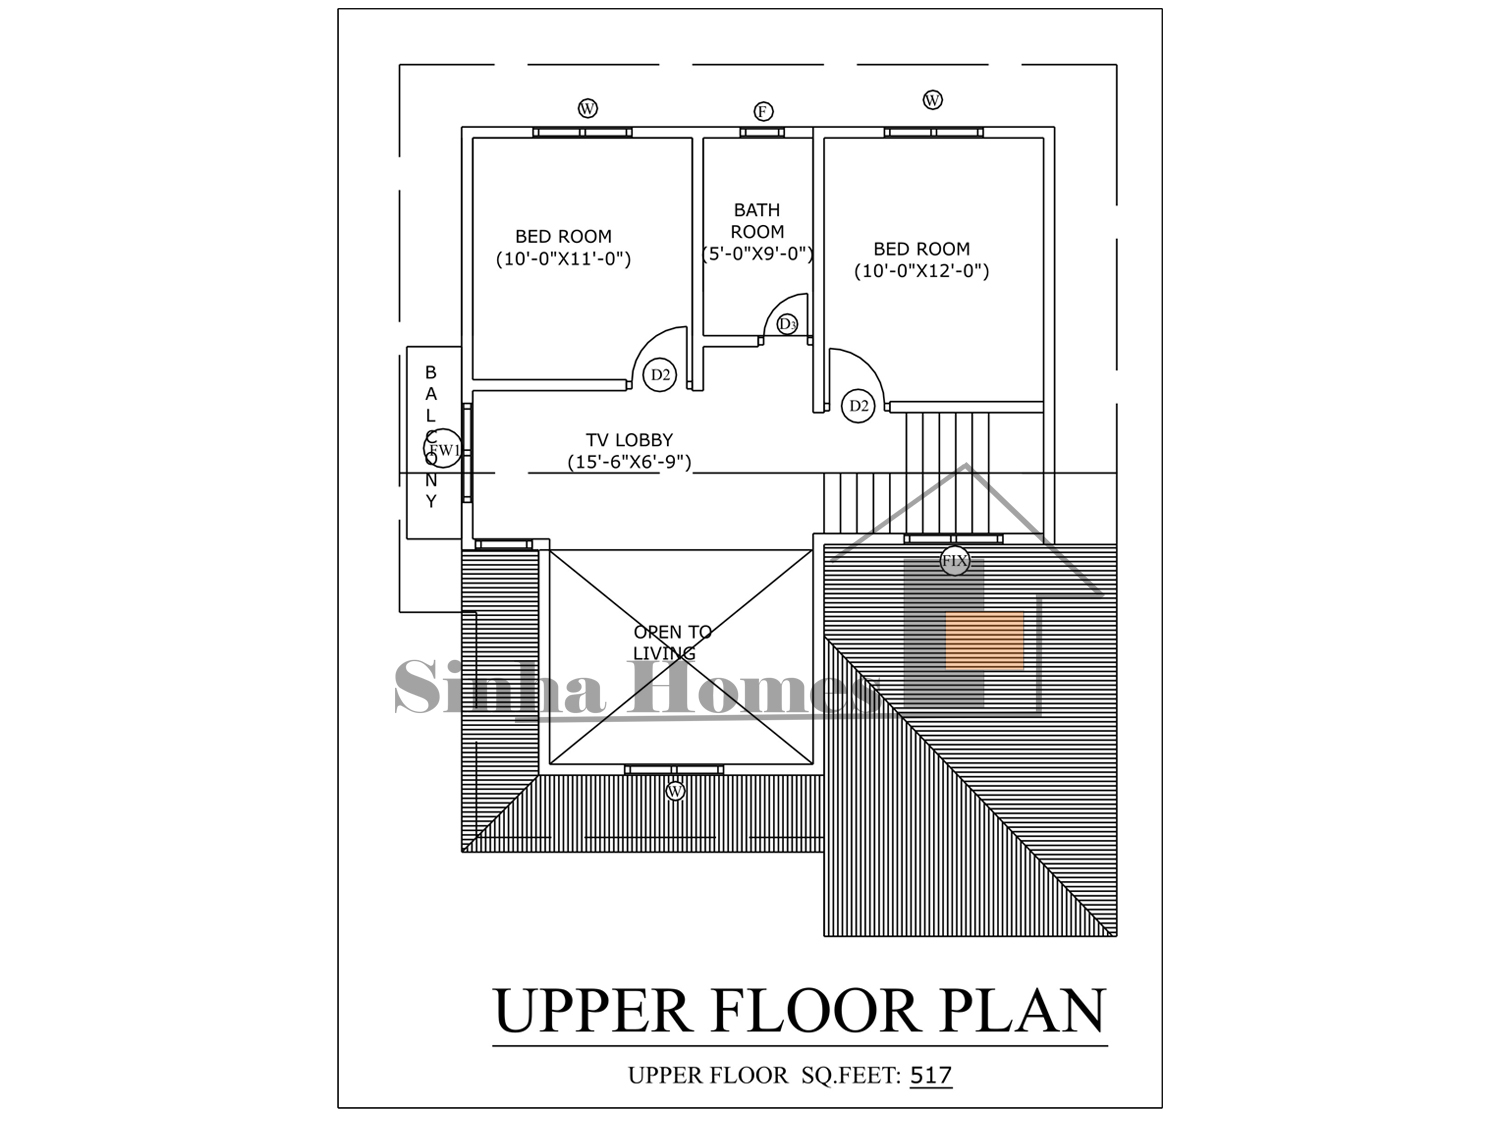 W
F
W
BED ROOM
(10'-0"X11'-0")
BATH
ROOM
(5'-0"X9'-0")
BED ROOM
(10'-0"X12'-0")
D3
D2
D2
BALCONY
FW1
TV LOBBY
(15'-6"X6'-9")
FIX
OPEN TO
LIVING
Sinha Homes
W
UPPER FLOOR PLAN
UPPER FLOOR SQ.FEET: 517